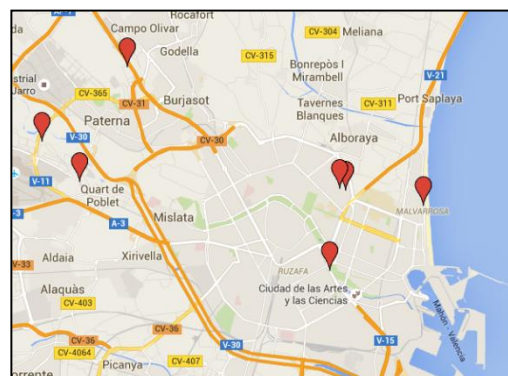 Rocafort
Campo Olivar
CV-304
Meliana
Godella
CV-315
Bonrepòs I
Mirambell
V-21
CV-365
CV-31
Burjasot
Tavernes
Blanques
CV-311
Port Saplaya
Paterna
V-30
CV-30
Alboraya
V-11
Quart de
Poblet
Mislata
MALVARROSA
A-3
Aldaia
Xirivella
RUZAFA
V-33
Alaquàs
Ciudad de las Artes
y las Ciencias
CV-403
CV-36
CV-36
V-15
Mahón Valencia
V-30
CV-4064
Picanya
CV-407